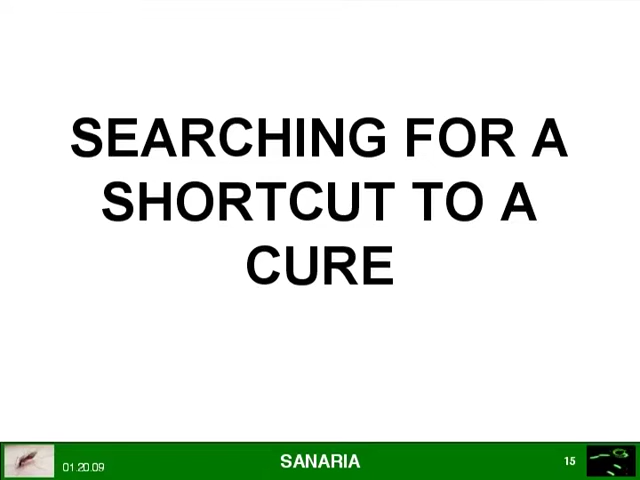 SEARCHING FOR A
SHORTCUT TO A
CURE
01.20.09
SANARIA
15